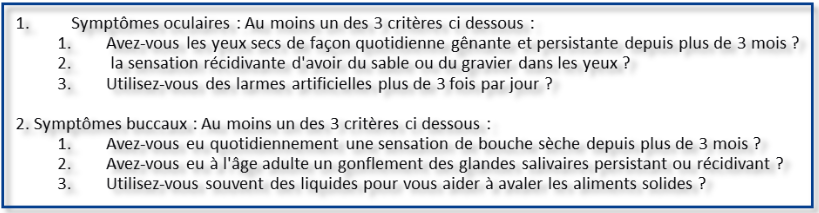 1. Symptômes oculaires : Au moins un des 3 critères ci dessous :
1. Avez-vous les yeux secs de façon quotidienne gênante et persistante depuis plus de 3 mois ?
2. la sensation récidivante d'avoir du sable ou du gravier dans les yeux ?
3. Utilisez-vous des larmes artificielles plus de 3 fois par jour ?
2. Symptômes buccaux : Au moins un des 3 critères ci dessous :
1. Avez-vous eu quotidiennement une sensation de bouche sèche depuis plus de 3 mois ?
2. Avez-vous eu à l'âge adulte un gonflement des glandes salivaires persistant ou récidivant ?
3. Utilisez-vous souvent des liquides pour vous aider à avaler les aliments solides ?